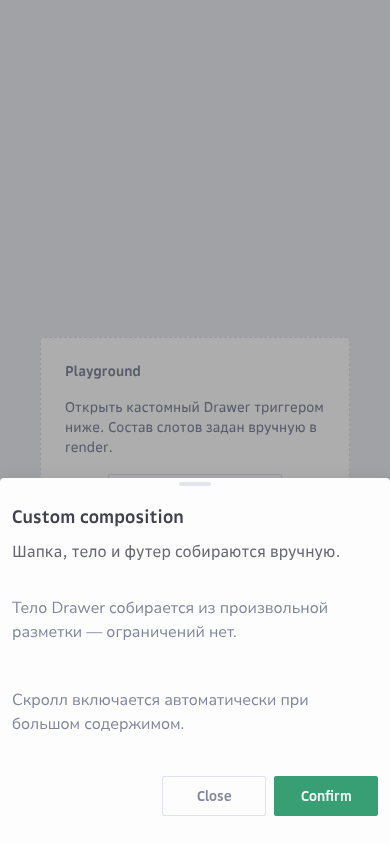 Playground
Открыть кастомный Drawer триггером
ниже. Состав слотов задан вручную в
render.
Custom composition
Шапка, тело и футер собираются вручную.
Тело Drawer собирается из произвольной
разметки — ограничений нет.
Скролл включается автоматически при
большом содержимом.
Close
Confirm